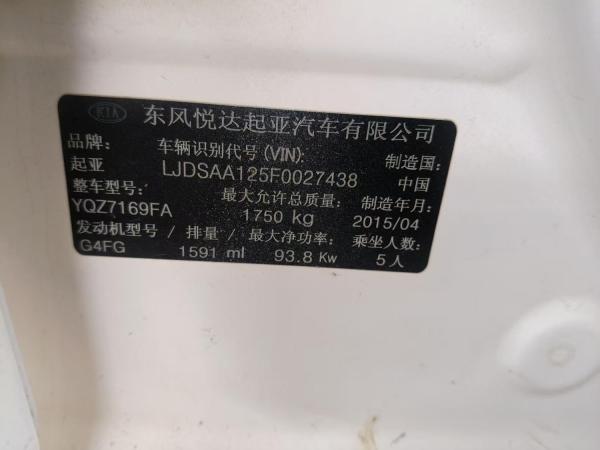 KIA 东风悦达起亚汽车有限公司
品牌: 车辆识别代号(VIN): 制造国:
起亚 LJDSAA125F0027438 中国
整车型号: 最大允许总质量: 制造年月:
YQZ7169FA 1750 kg 2015/04
发动机型号 / 排量 / 最大净功率: 乘坐人数:
G4FG 1591 ml 93.8 Kw 5人